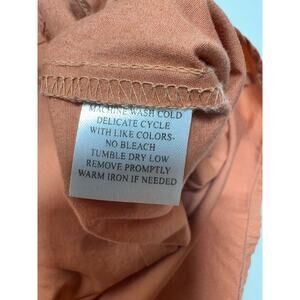 MACHINE WASH COLD
DELICATE CYCLE
WITH LIKE COLORS-
NO BLEACH
TUMBLE DRY LOW
REMOVE PROMPTLY
WARM IRON IF NEEDED